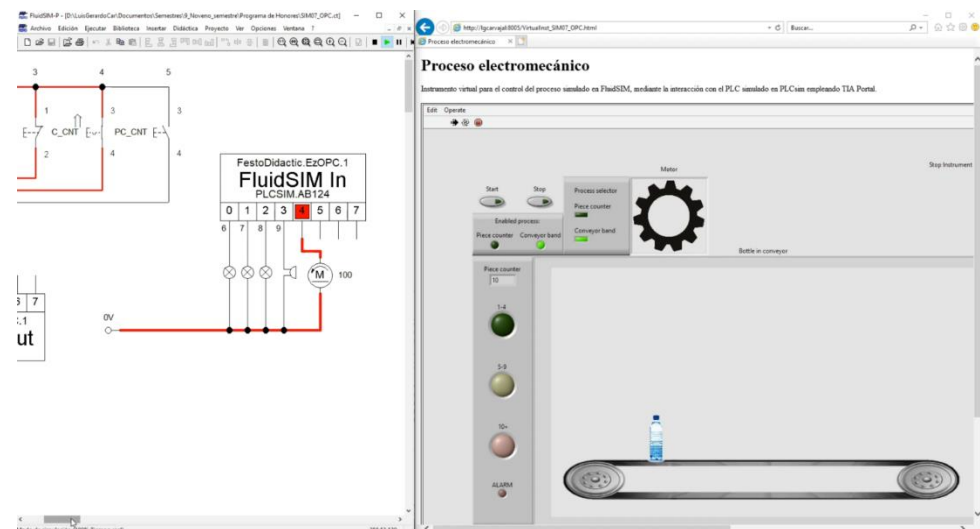 FluidSIM-P - [D:\LuisGerardoCar\Documentos\Semestres\9_Noveno_semestre\Programa de Honores\SIM07_OPC.ct]
Archivo Edición Ejecutar Biblioteca Insertar Didáctica Proyecto Ver Opciones Ventana ?
3 4 5
1 3 3
C_CNT PC_CNT
2 4 4
FestoDidactic.EzOPC.1
FluidSIM In
PLCSIM.AB124
0 1 2 3 4 5 6 7
6 7 8 9
M 100
7
.1
ut
0V
http://lgcarvajal:8005/VirtualInst_SIM07_OPC.html
Buscar...
Proceso electromecánico
Proceso electromecánico
Instrumento virtual para el control del proceso simulado en FluidSIM, mediante la interacción con el PLC simulado en PLCsim empleando TIA Portal.
Edit Operate
Stop Instrument
Motor
Start Stop
Process selector
Piece counter
Enabled process:
Piece counter Conveyor band
Conveyor band
Bottle in conveyor
Piece counter
10
1-4
5-9
10+
ALARM